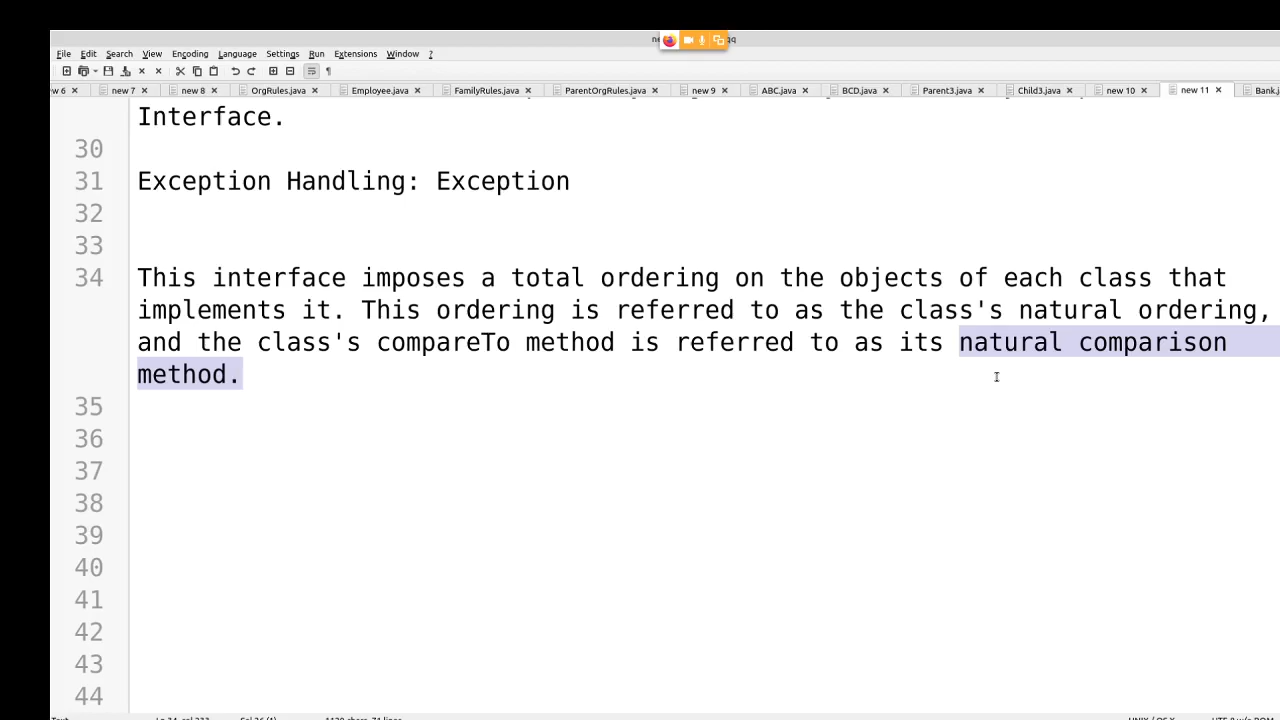 File Edit Search View Encoding Language Settings Run Extensions Window ?
new 7 new 8 OrgRules.java Employee.java FamilyRules.java ParentOrgRules.java new 9 ABC.java BCD.java Parent3.java Child3.java new 10 new 11
Interface.
30
31 Exception Handling: Exception
32
33
34 This interface imposes a total ordering on the objects of each class that
implements it. This ordering is referred to as the class's natural ordering,
and the class's compareTo method is referred to as its natural comparison
method.
35
36
37
38
39
40
41
42
43
44